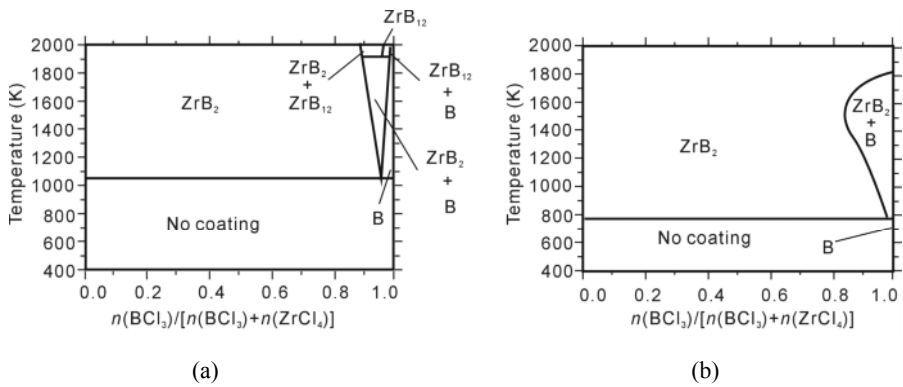 ZrB₁₂
2000
1800
1600
1400
1200
1000
800
600
400
Temperature (K)
ZrB₂
+
ZrB₁₂
ZrB₂
ZrB₁₂
+
B
ZrB₂
+
B
B
No coating
0.0 0.2 0.4 0.6 0.8 1.0
n(BCl₃)/[n(BCl₃)+n(ZrCl₄)]
(a)
2000
1800
1600
1400
1200
1000
800
600
400
Temperature (K)
ZrB₂
+
B
ZrB₂
No coating
B
0.0 0.2 0.4 0.6 0.8 1.0
n(BCl₃)/[n(BCl₃)+n(ZrCl₄)]
(b)